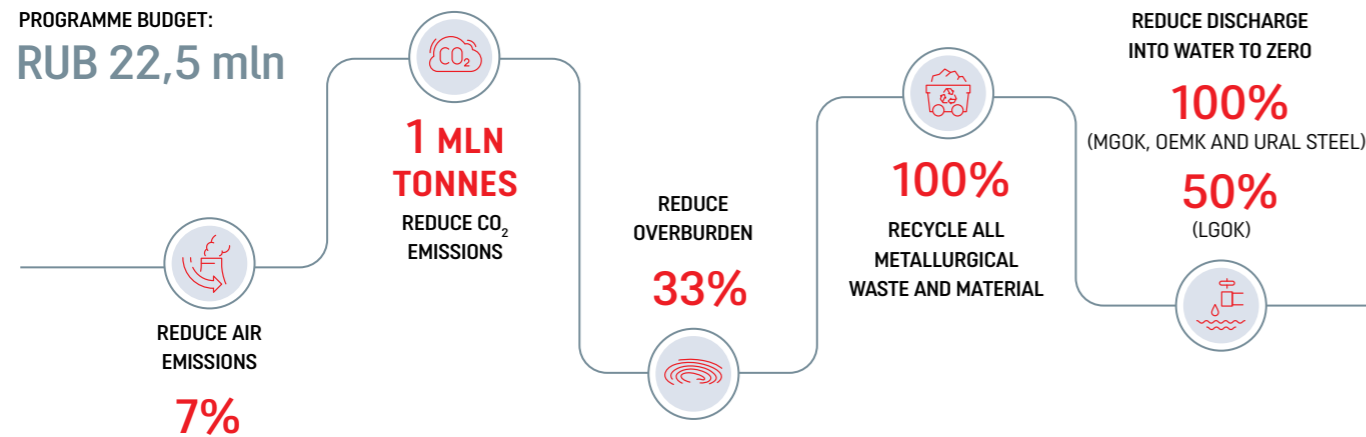 PROGRAMME BUDGET:
RUB 22,5 mln
REDUCE AIR
EMISSIONS
7%
CO₂
1 MLN
TONNES
REDUCE CO₂
EMISSIONS
REDUCE
OVERBURDEN
33%
100%
RECYCLE ALL
METALLURGICAL
WASTE AND MATERIAL
REDUCE DISCHARGE
INTO WATER TO ZERO
100%
(MGOK, OEMK AND URAL STEEL)
50%
(LGOK)